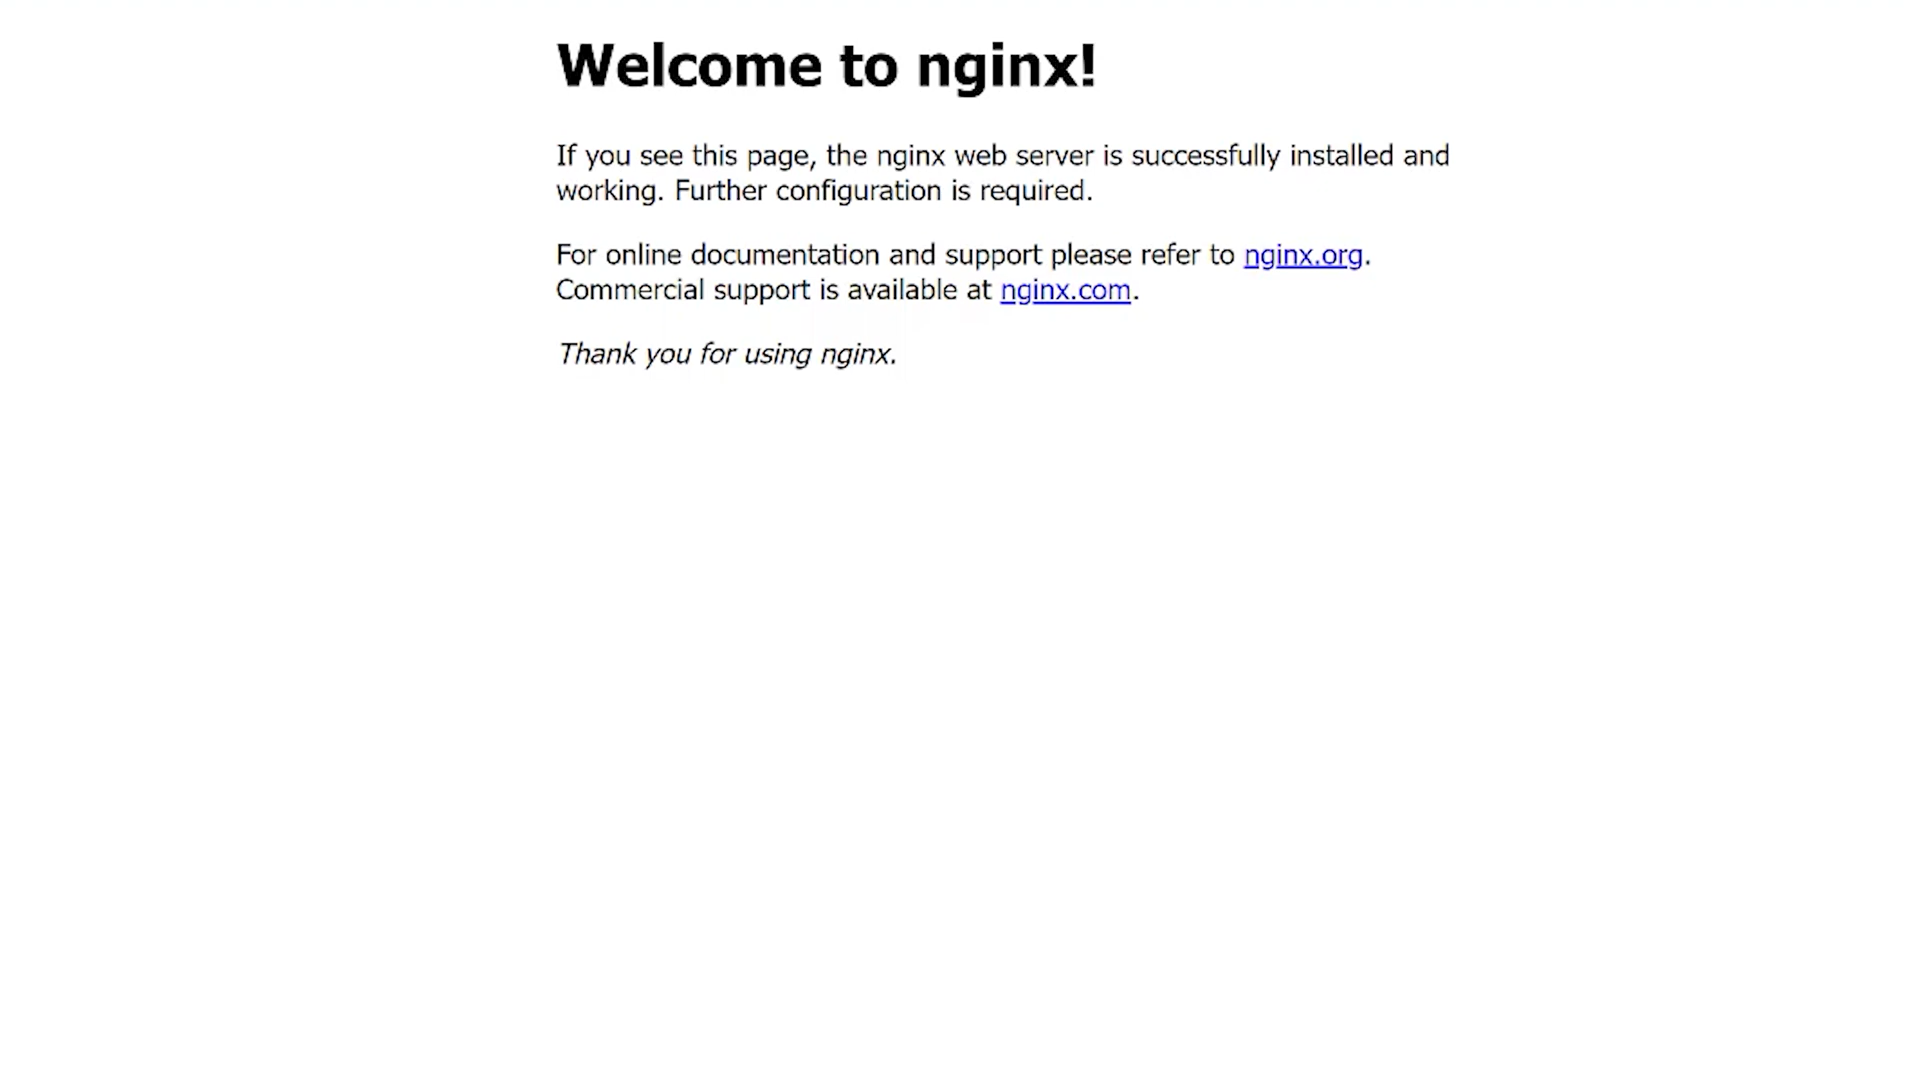 Welcome to nginx!
If you see this page, the nginx web server is successfully installed and
working. Further configuration is required.
For online documentation and support please refer to nginx.org.
Commercial support is available at nginx.com.
Thank you for using nginx.